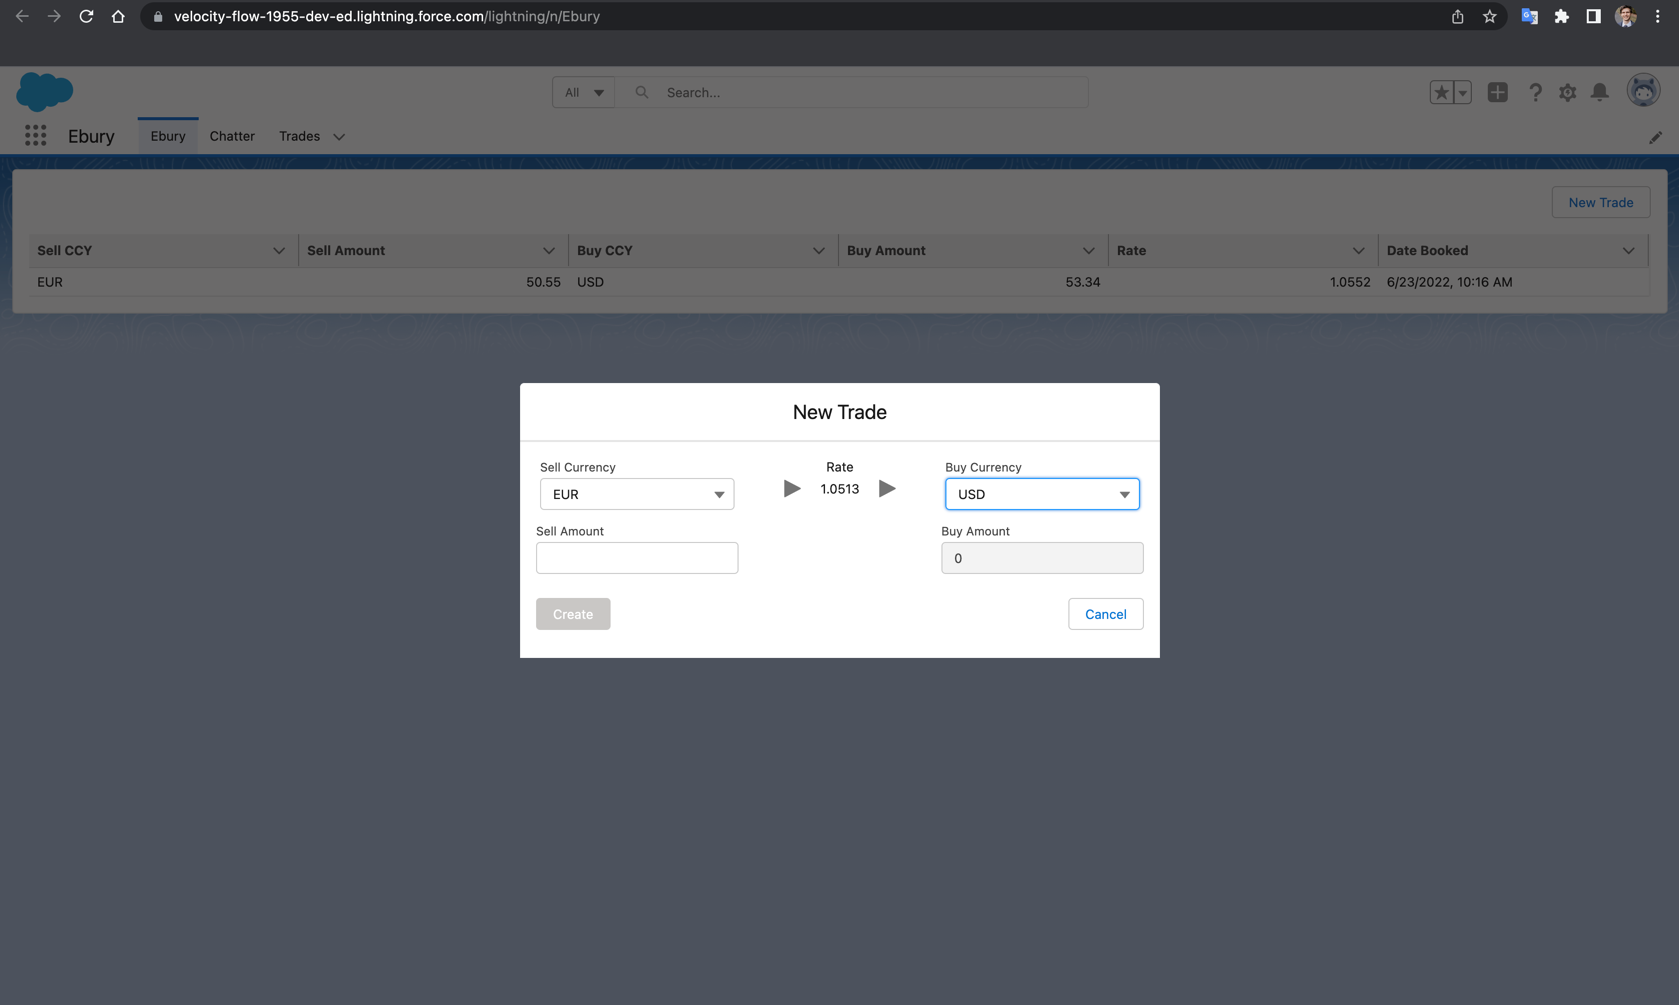 velocity-flow-1955-dev-ed.lightning.force.com/lightning/n/Ebury
All Search...
Ebury Ebury Chatter Trades
New Trade
Sell CCY Sell Amount Buy CCY Buy Amount Rate Date Booked
EUR 50.55 USD 53.34 1.0552 6/23/2022, 10:16 AM
New Trade
Sell Currency Rate Buy Currency
EUR 1.0513 USD
Sell Amount Buy Amount
0
Create Cancel